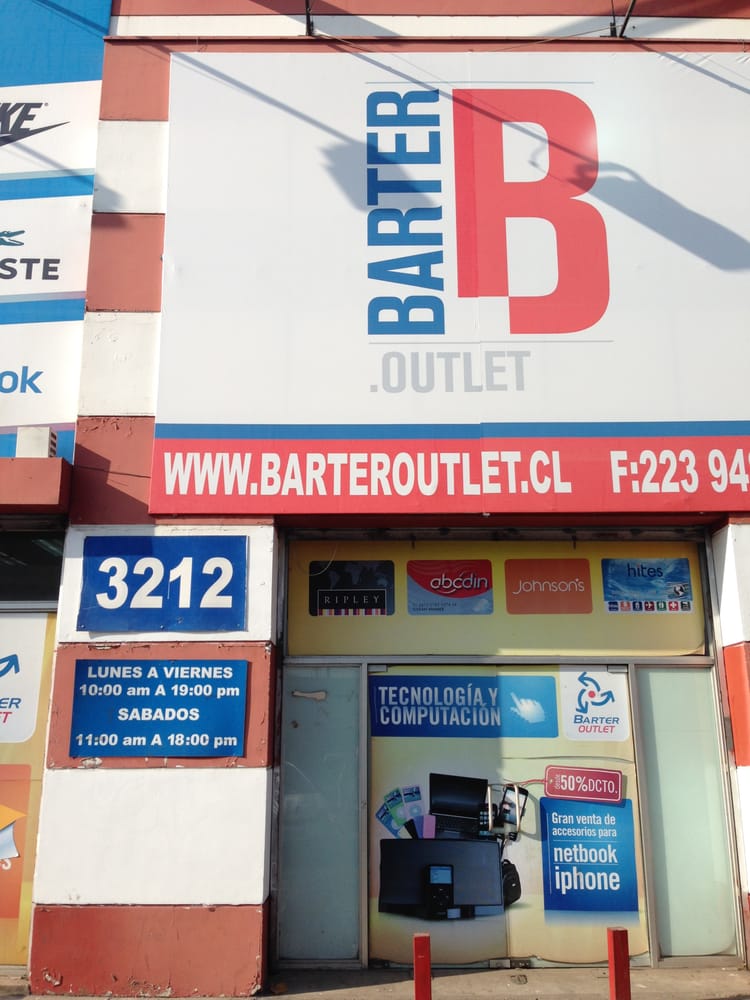 BARTER
B
.OUTLET
WWW.BARTEROUTLET.CL F:223 94
3212
LUNES A VIERNES
10:00 am A 19:00 pm
SABADOS
11:00 am A 18:00 pm
RIPLEY
abcdin
Johnson's
hites
TECNOLOGÍA Y
COMPUTACIÓN
BARTER
OUTLET
DESDE 50% DCTO.
Gran venta de
accesorios para
netbook
iphone